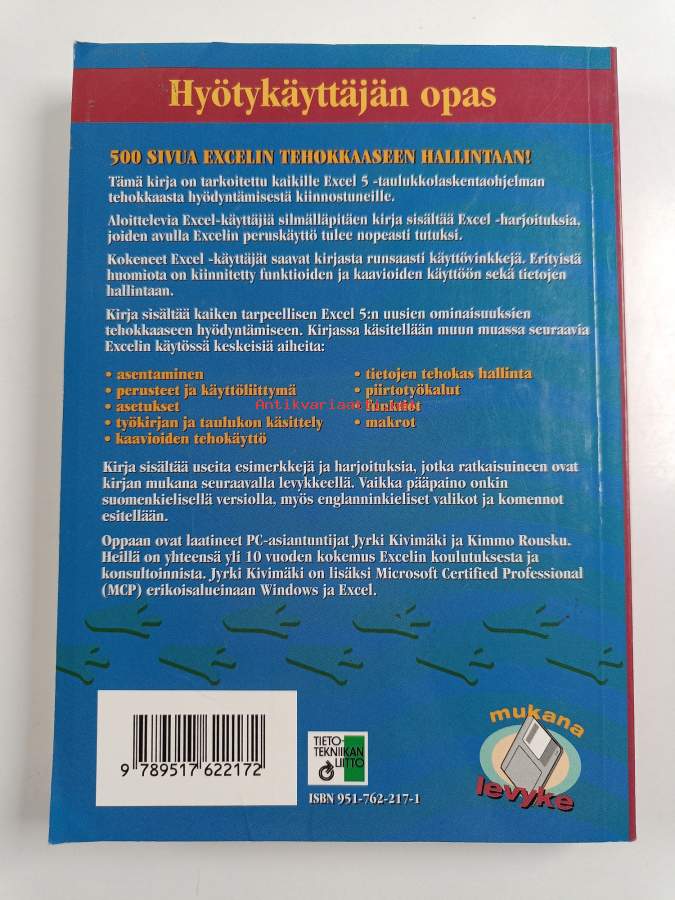 Hyötykäyttäjän opas
500 SIVUA EXCELIN TEHOKKAASEEN HALLINTAAN!
Tämä kirja on tarkoitettu kaikille Excel 5 -taulukkolaskentaohjelman
tehokkaasta hyödyntämisestä kiinnostuneille.
Aloittelevia Excel-käyttäjiä silmälläpitäen kirja sisältää Excel -harjoituksia,
joiden avulla Excelin peruskäyttö tulee nopeasti tutuksi.
Kokeneet Excel -käyttäjät saavat kirjasta runsaasti käyttövinkkejä. Erityistä
huomiota on kiinnitetty funktioiden ja kaavioiden käyttöön sekä tietojen
hallintaan.
Kirja sisältää kaiken tarpeellisen Excel 5:n uusien ominaisuuksien
tehokkaaseen hyödyntämiseen. Kirjassa käsitellään muun muassa seuraavia
Excelin käytössä keskeisiä aiheita:
• asentaminen
• perusteet ja käyttöliittymä
• asetukset
• työkirjan ja taulukon käsittely
• kaavioiden tehokäyttö
• tietojen tehokas hallinta
• piirtotyökalut
• funktiot
• makrot
Antikvariaatti.net
Kirja sisältää useita esimerkkejä ja harjoituksia, jotka ratkaisuineen ovat
kirjan mukana seuraavalla levykkeellä. Vaikka pääpaino onkin
suomenkielisellä versiolla, myös englanninkieliset valikot ja komennot
esitellään.
Oppaan ovat laatineet PC-asiantuntijat Jyrki Kivimäki ja Kimmo Rousku.
Heillä on yhteensä yli 10 vuoden kokemus Excelin koulutuksesta ja
konsultoinnista. Jyrki Kivimäki on lisäksi Microsoft Certified Professional
(MCP) erikoisalueinaan Windows ja Excel.
9 789517 622172
TIETO-
TEKNIIKAN
LIITTO
ISBN 951-762-217-1
mukana
levyke